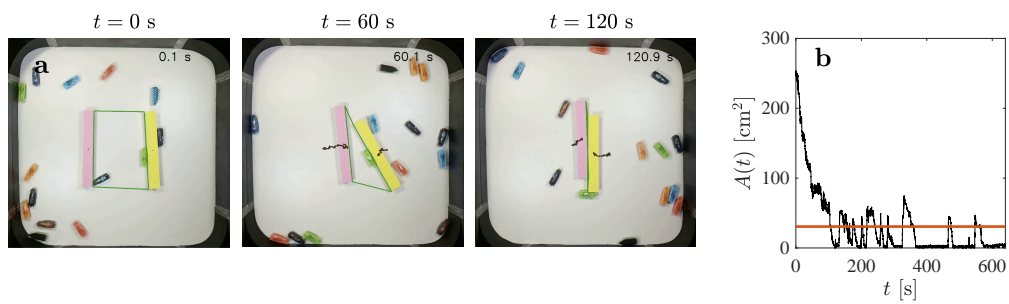 t = 0 s
t = 60 s
t = 120 s
a
0.1 s
60.1 s
120.9 s
b
300
200
100
0
A(t) [cm²]
0
200
400
600
t [s]